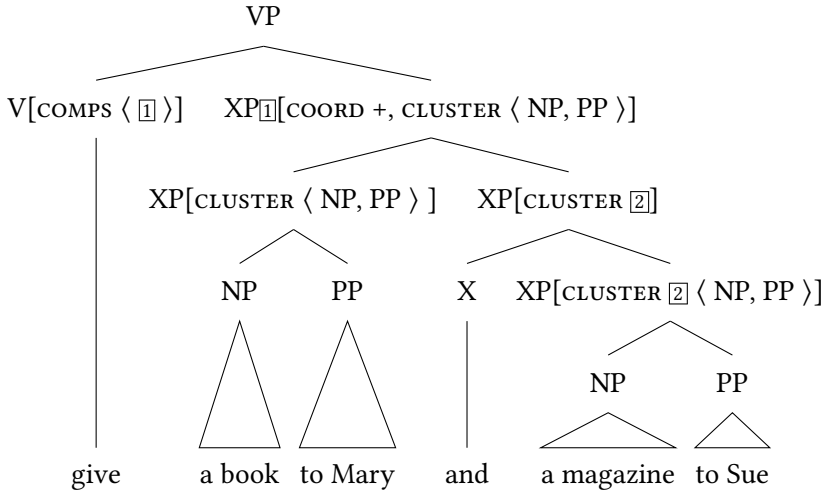 VP
V[COMPS ⟨ 1 ⟩] XP1[COORD +, CLUSTER ⟨ NP, PP ⟩]
XP[CLUSTER ⟨ NP, PP ⟩ ] XP[CLUSTER 2]
NP PP X XP[CLUSTER 2 ⟨ NP, PP ⟩]
NP PP
give a book to Mary and a magazine to Sue